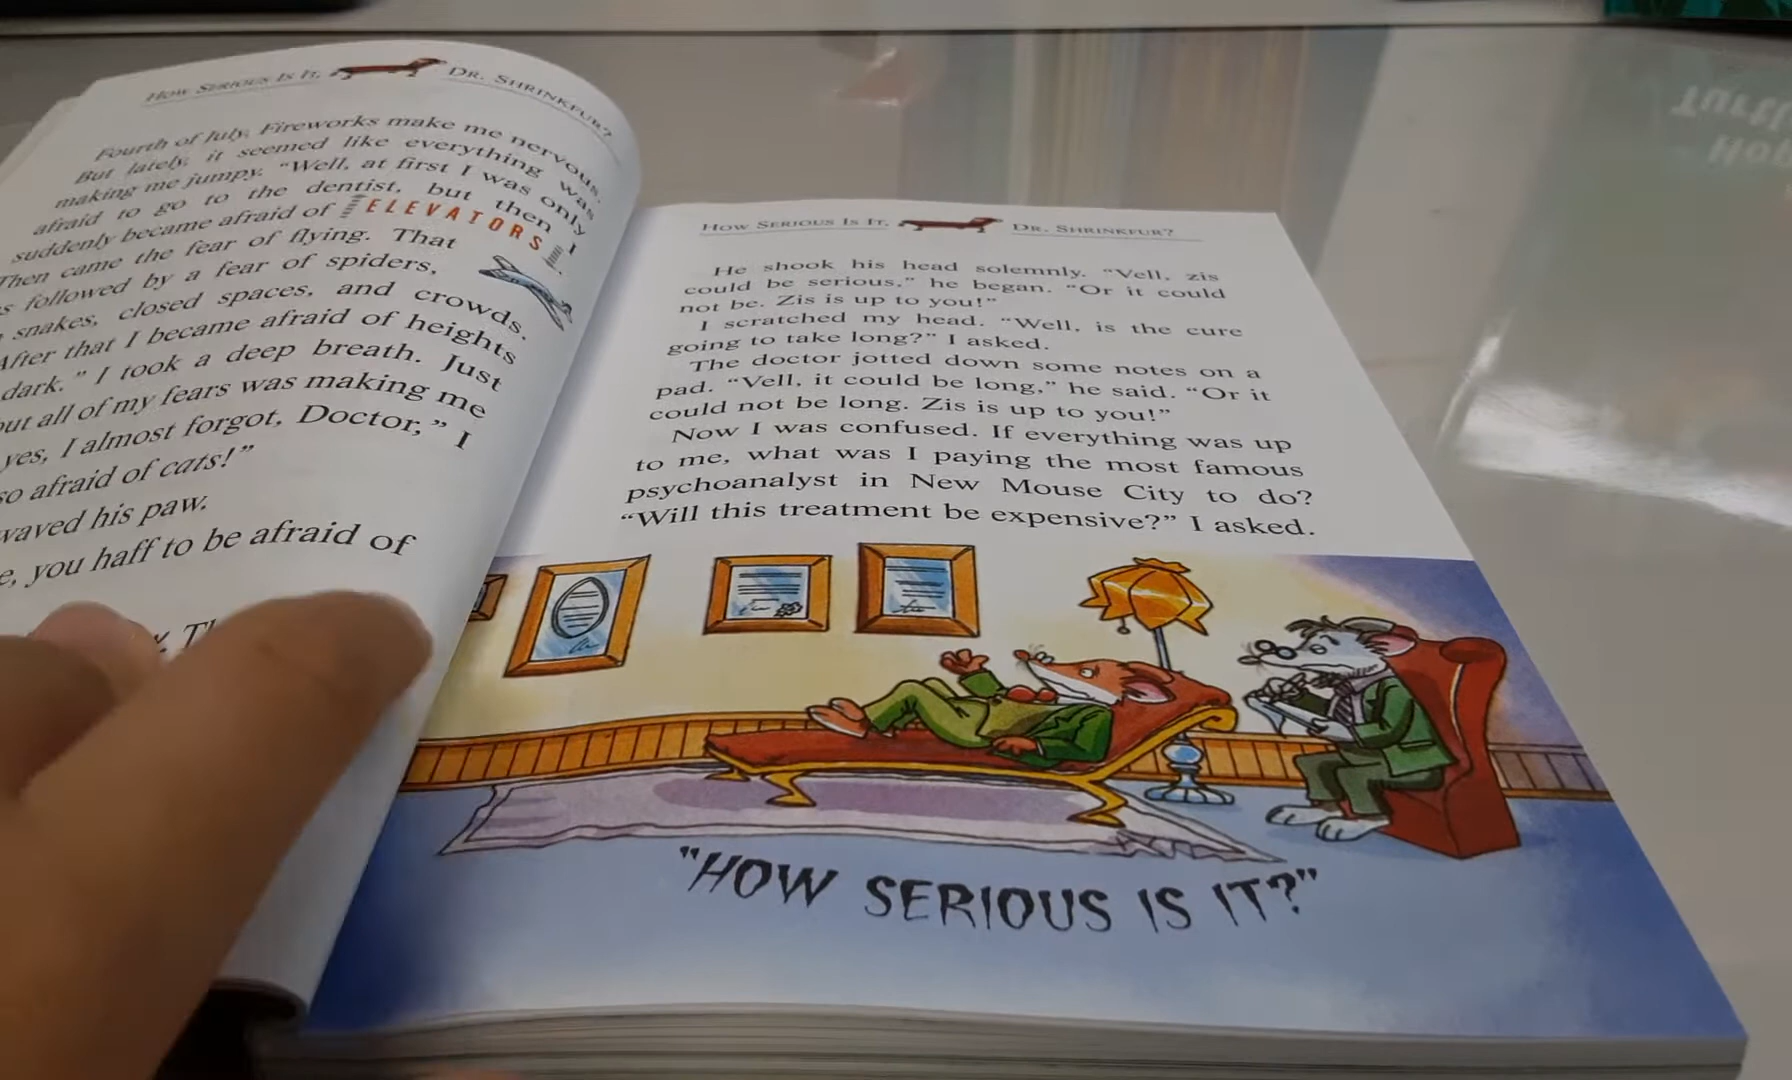 HOW SERIOUS IS IT, DR. SHRINKFUR?
Fourth of July. Fireworks make me nervous.
But lately, it seemed like everything was
making me jumpy. “Well, at first I was only
afraid to go to the dentist, but then I
suddenly became afraid of ELEVATORS.
Then came the fear of flying. That
followed by a fear of spiders,
snakes, closed spaces, and crowds.
After that I became afraid of heights
dark.” I took a deep breath. Just
all of my fears was making me
yes, I almost forgot, Doctor,” I
so afraid of cats!”
waved his paw.
you haff to be afraid of
HOW SERIOUS IS IT, DR. SHRINKFUR?
He shook his head solemnly. “Vell, zis
could be serious,” he began. “Or it could
not be. Zis is up to you!”
I scratched my head. “Well, is the cure
going to take long?” I asked.
The doctor jotted down some notes on a
pad. “Vell, it could be long,” he said. “Or it
could not be long. Zis is up to you!”
Now I was confused. If everything was up
to me, what was I paying the most famous
psychoanalyst in New Mouse City to do?
“Will this treatment be expensive?” I asked.
"HOW SERIOUS IS IT?"